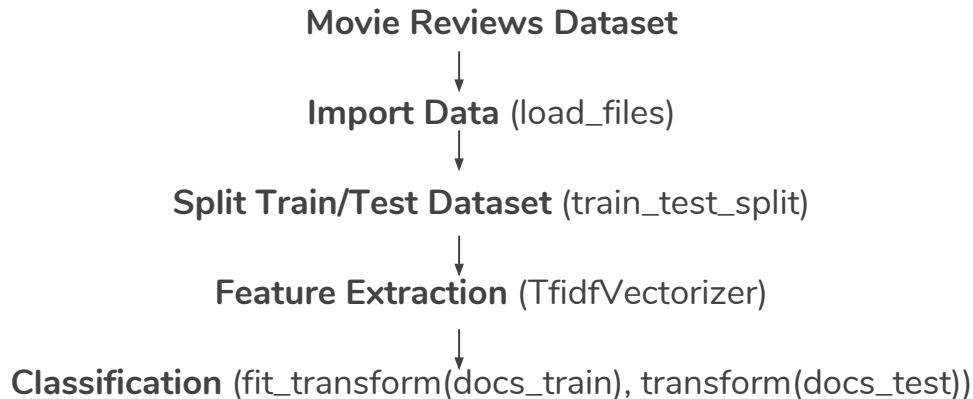 Movie Reviews Dataset
Import Data (load_files)
Split Train/Test Dataset (train_test_split)
Feature Extraction (TfidfVectorizer)
Classification (fit_transform(docs_train), transform(docs_test))